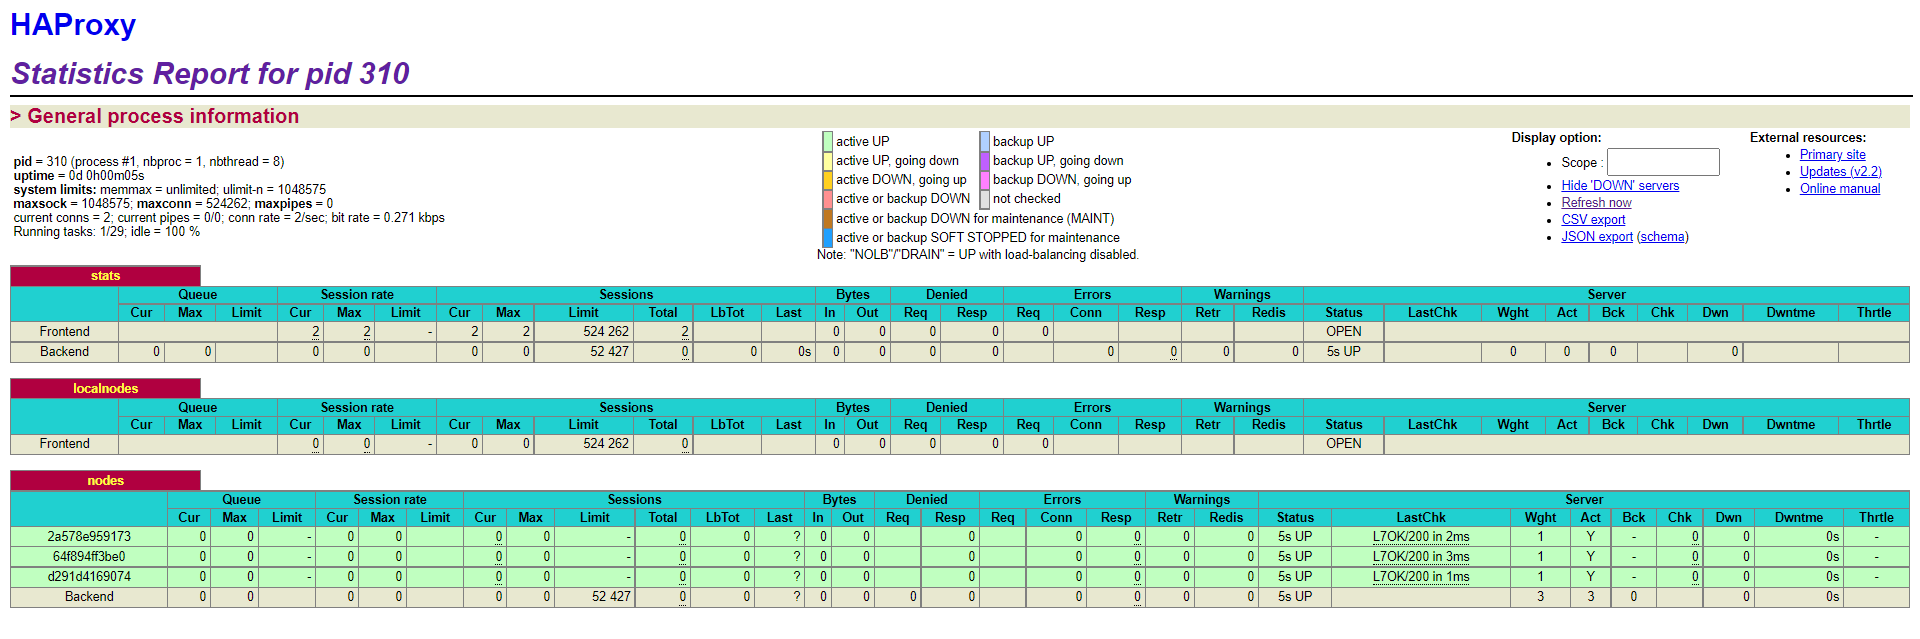 HAProxy
Statistics Report for pid 310
> General process information
pid = 310 (process #1, nbproc = 1, nbthread = 8)
uptime = 0d 0h00m05s
system limits: memmax = unlimited; ulimit-n = 1048575
maxsock = 1048575; maxconn = 524262; maxpipes = 0
current conns = 2; current pipes = 0/0; conn rate = 2/sec; bit rate = 0.271 kbps
Running tasks: 1/29; idle = 100 %
active UP backup UP
active UP, going down backup UP, going down
active DOWN, going up backup DOWN, going up
active or backup DOWN not checked
active or backup DOWN for maintenance (MAINT)
active or backup SOFT STOPPED for maintenance
Note: "NOLB"/"DRAIN" = UP with load-balancing disabled.
Display option:
Scope :
Hide 'DOWN' servers
Refresh now
CSV export
JSON export (schema)
External resources:
Primary site
Updates (v2.2)
Online manual
stats
Queue Session rate Sessions Bytes Denied Errors Warnings Server
Cur Max Limit Cur Max Limit Cur Max Limit Total LbTot Last In Out Req Resp Req Conn Resp Retr Redis Status LastChk Wght Act Bck Chk Dwn Dwntme Thrtle
Frontend 2 2 - 2 2 524 262 2 0 0 0 0 0 OPEN
Backend 0 0 0 0 0 0 52 427 0 0 0s 0 0 0 0 0 0 0 0 5s UP 0 0 0 0
localnodes
Queue Session rate Sessions Bytes Denied Errors Warnings Server
Cur Max Limit Cur Max Limit Cur Max Limit Total LbTot Last In Out Req Resp Req Conn Resp Retr Redis Status LastChk Wght Act Bck Chk Dwn Dwntme Thrtle
Frontend 0 0 - 0 0 524 262 0 0 0 0 0 0 OPEN
nodes
Queue Session rate Sessions Bytes Denied Errors Warnings Server
Cur Max Limit Cur Max Limit Cur Max Limit Total LbTot Last In Out Req Resp Req Conn Resp Retr Redis Status LastChk Wght Act Bck Chk Dwn Dwntme Thrtle
2a578e959173 0 0 - 0 0 0 0 - 0 0 ? 0 0 0 0 0 0 0 5s UP L7OK/200 in 2ms 1 Y - 0 0 0s -
64f894ff3be0 0 0 - 0 0 0 0 - 0 0 ? 0 0 0 0 0 0 0 5s UP L7OK/200 in 3ms 1 Y - 0 0 0s -
d291d4169074 0 0 - 0 0 0 0 - 0 0 ? 0 0 0 0 0 0 0 5s UP L7OK/200 in 1ms 1 Y - 0 0 0s -
Backend 0 0 0 0 0 0 52 427 0 0 ? 0 0 0 0 0 0 0 0 5s UP 3 3 0 0 0s